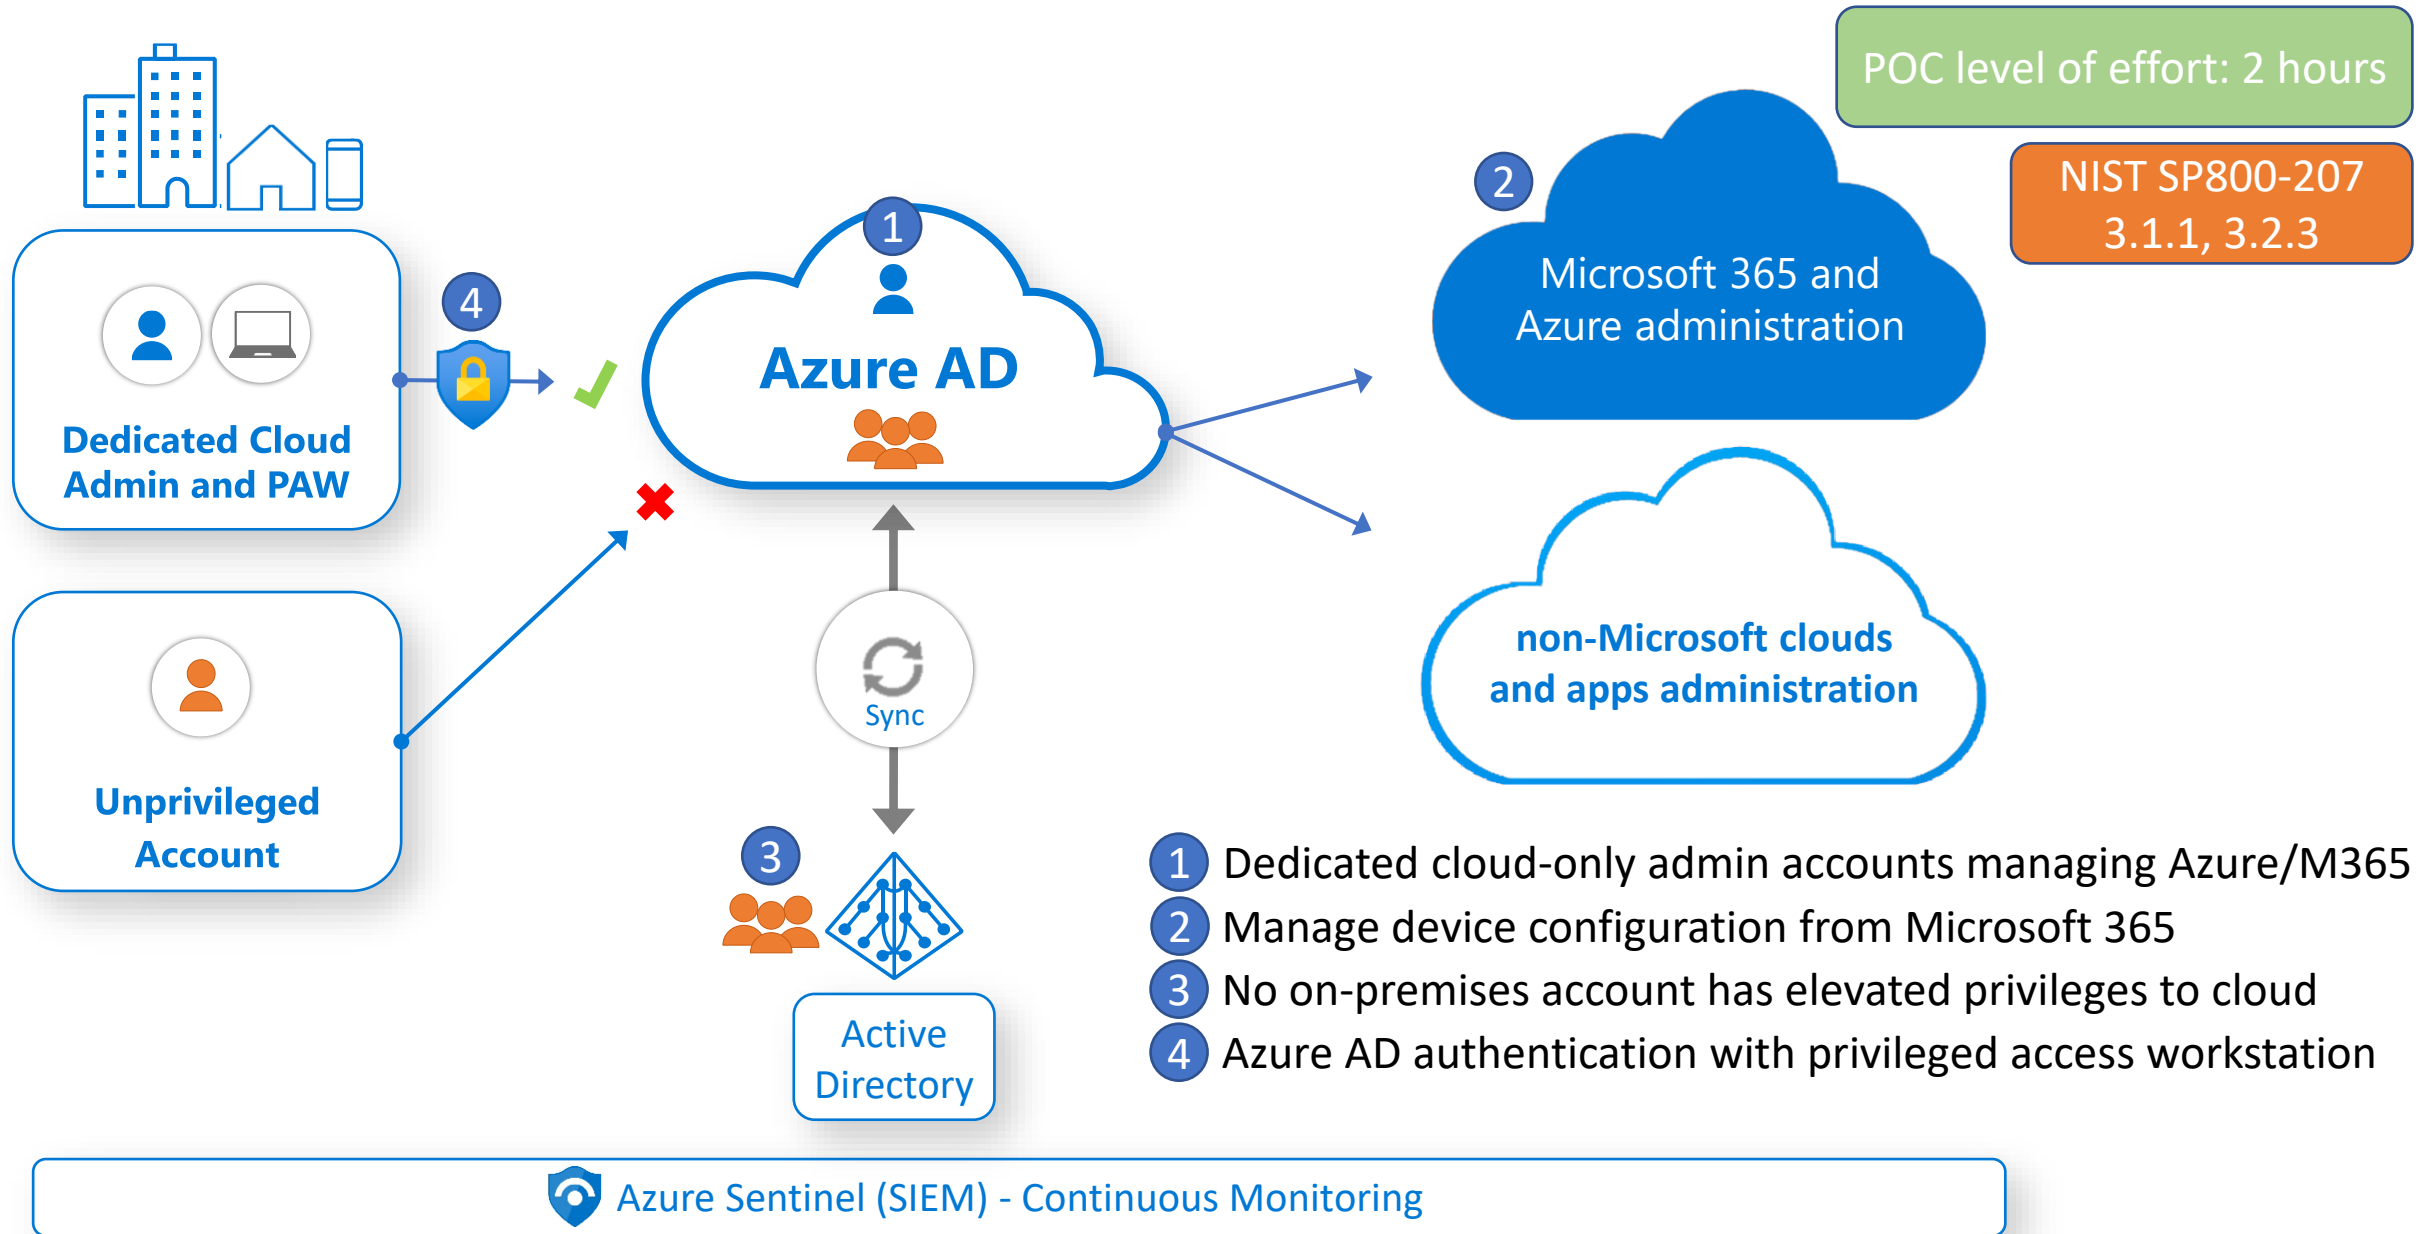 POC level of effort: 2 hours
NIST SP800-207
3.1.1, 3.2.3
1
2
Microsoft 365 and
Azure administration
4
Azure AD
Dedicated Cloud
Admin and PAW
non-Microsoft clouds
and apps administration
Sync
Unprivileged
Account
3
1 Dedicated cloud-only admin accounts managing Azure/M365
2 Manage device configuration from Microsoft 365
3 No on-premises account has elevated privileges to cloud
4 Azure AD authentication with privileged access workstation
Active
Directory
Azure Sentinel (SIEM) - Continuous Monitoring